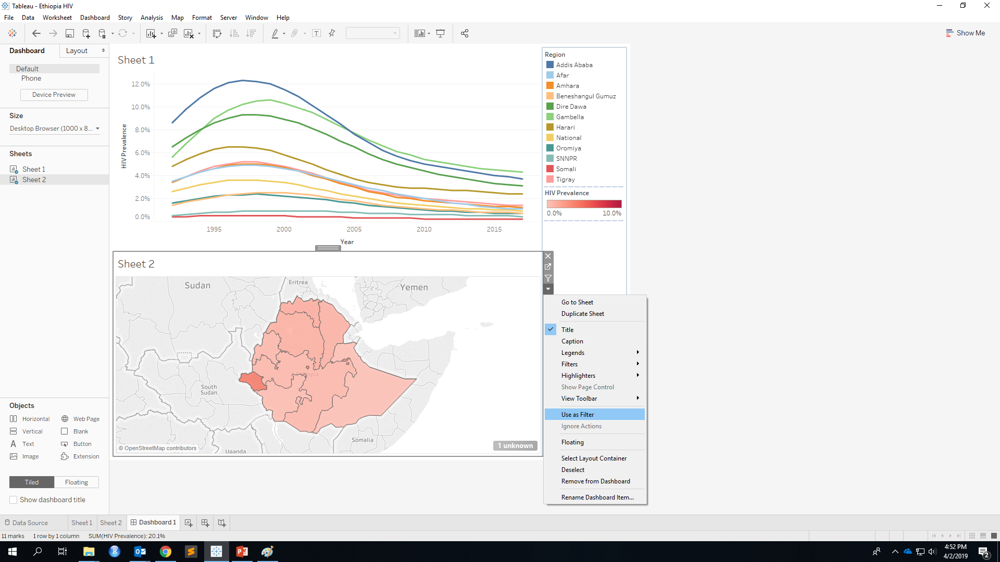 Tableau - Ethiopia HIV
File Data Worksheet Dashboard Story Analysis Map Format Server Window Help
Show Me
Dashboard Layout
Default
Phone
Device Preview
Size
Desktop Browser (1000 x 8...
Sheets
Sheet 1
Sheet 2
Objects
Horizontal Web Page
Vertical Blank
Text Button
Image Extension
Tiled Floating
Show dashboard title
Sheet 1
HIV Prevalence
12.0%
10.0%
8.0%
6.0%
4.0%
2.0%
0.0%
1995 2000 2005 2010 2015
Year
Region
Addis Ababa
Afar
Amhara
Beneshangul Gumuz
Dire Dawa
Gambella
Harari
National
Oromiya
SNNPR
Somali
Tigray
HIV Prevalence
0.0% 10.0%
Sheet 2
Sudan
Eritrea
Yemen
Ethiopia
South
Sudan
Somalia
Uganda
© OpenStreetMap contributors
1 unknown
Go to Sheet
Duplicate Sheet
Title
Caption
Legends
Filters
Highlighters
Show Page Control
View Toolbar
Use as Filter
Ignore Actions
Floating
Select Layout Container
Deselect
Remove from Dashboard
Rename Dashboard Item...
Data Source Sheet 1 Sheet 2 Dashboard 1
11 marks 1 row by 1 column SUM(HIV Prevalence): 20.1%
4:52 PM
4/2/2019
2